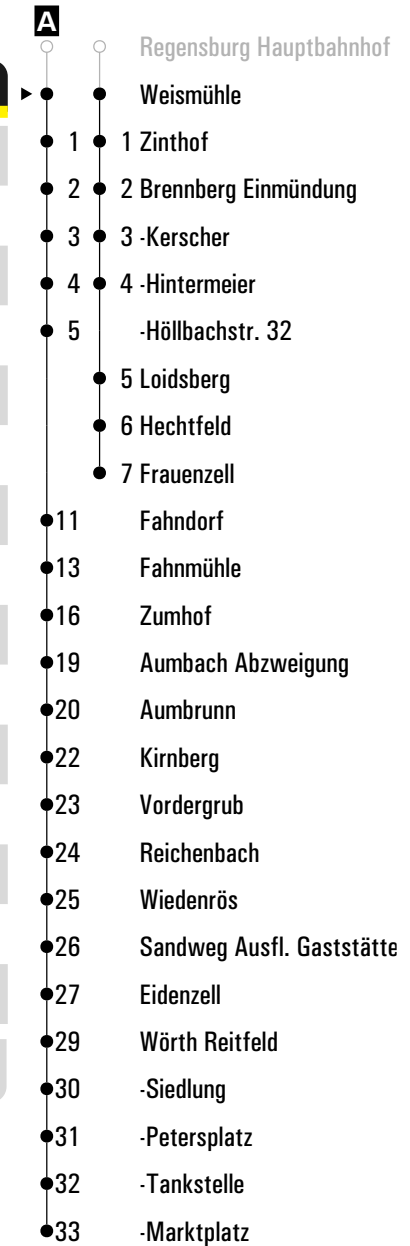 A
Regensburg Hauptbahnhof
Weismühle
1 1 Zinthof
2 2 Brennberg Einmündung
3 3 -Kerscher
4 4 -Hintermeier
5 -Höllbachstr. 32
5 Loidsberg
6 Hechtfeld
7 Frauenzell
11 Fahndorf
13 Fahnmühle
16 Zumhof
19 Aumbach Abzweigung
20 Aumbrunn
22 Kirnberg
23 Vordergrub
24 Reichenbach
25 Wiedenrös
26 Sandweg Ausfl. Gaststätte
27 Eidenzell
29 Wörth Reitfeld
30 -Siedlung
31 -Petersplatz
32 -Tankstelle
33 -Marktplatz